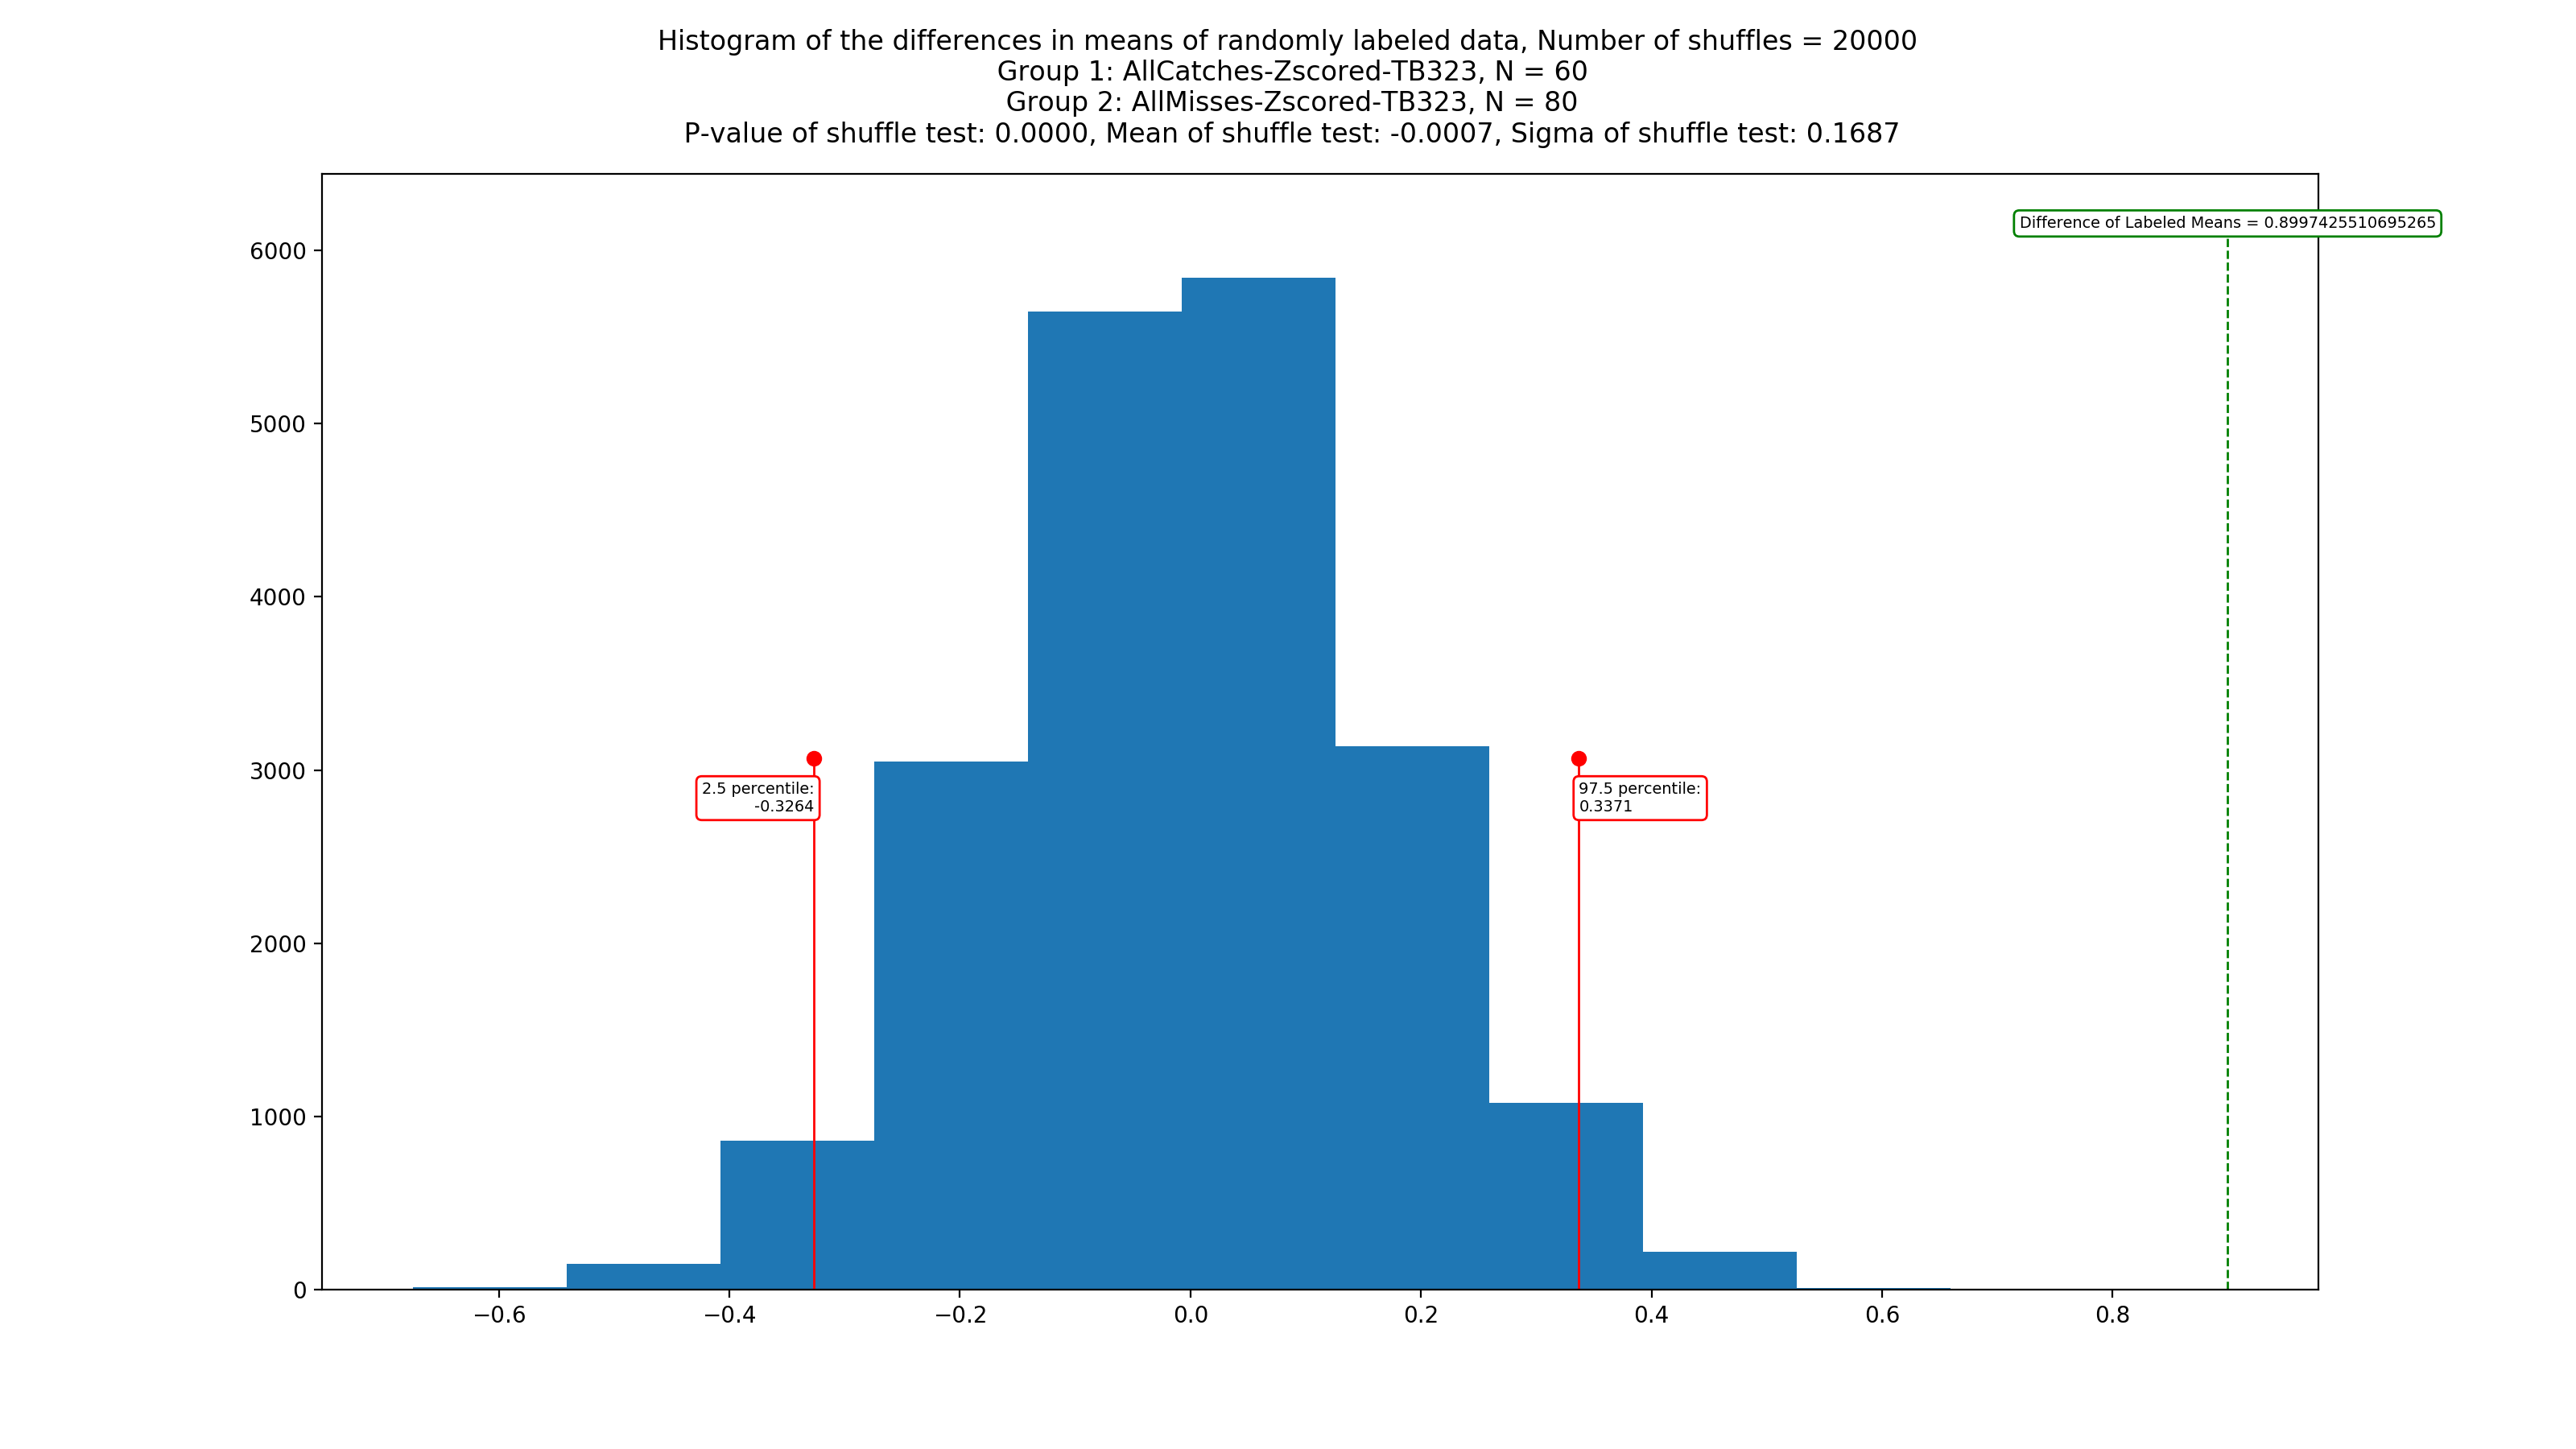 Histogram of the differences in means of randomly labeled data, Number of shuffles = 20000
Group 1: AllCatches-Zscored-TB323, N = 60
Group 2: AllMisses-Zscored-TB323, N = 80
P-value of shuffle test: 0.0000, Mean of shuffle test: -0.0007, Sigma of shuffle test: 0.1687
Difference of Labeled Means = 0.8997425510695265
6000
5000
4000
3000
2.5 percentile:
-0.3264
97.5 percentile:
0.3371
2000
1000
0
−0.6 −0.4 −0.2 0.0 0.2 0.4 0.6 0.8